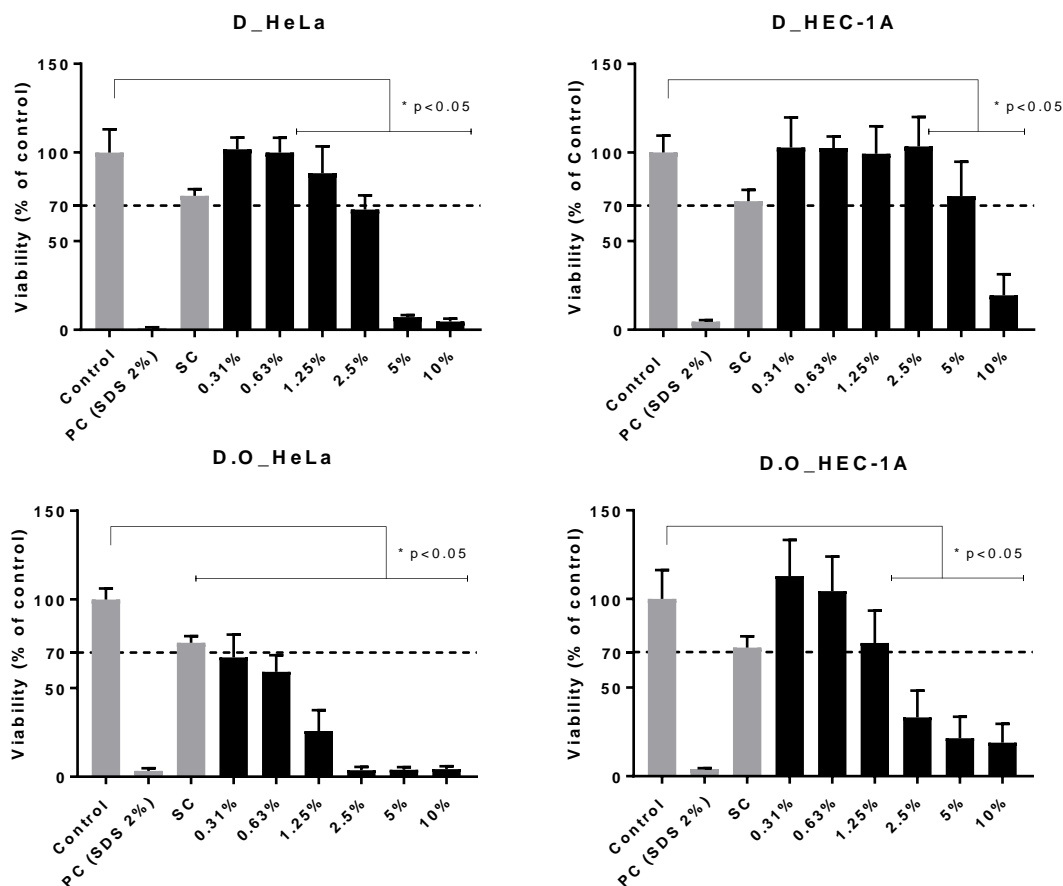 D_HeLa
Viability (% of control)
150
100
70
50
0
* p<0.05
Control
PC (SDS 2%)
SC
0.31%
0.63%
1.25%
2.5%
5%
10%
D_HEC-1A
Viability (% of Control)
150
100
70
50
0
* p<0.05
Control
PC (SDS 2%)
SC
0.31%
0.63%
1.25%
2.5%
5%
10%
D.O_HeLa
Viability (% of control)
150
100
70
50
0
* p<0.05
Control
PC (SDS 2%)
SC
0.31%
0.63%
1.25%
2.5%
5%
10%
D.O_HEC-1A
Viability (% of control)
150
100
70
50
0
* p<0.05
Control
PC (SDS 2%)
SC
0.31%
0.63%
1.25%
2.5%
5%
10%